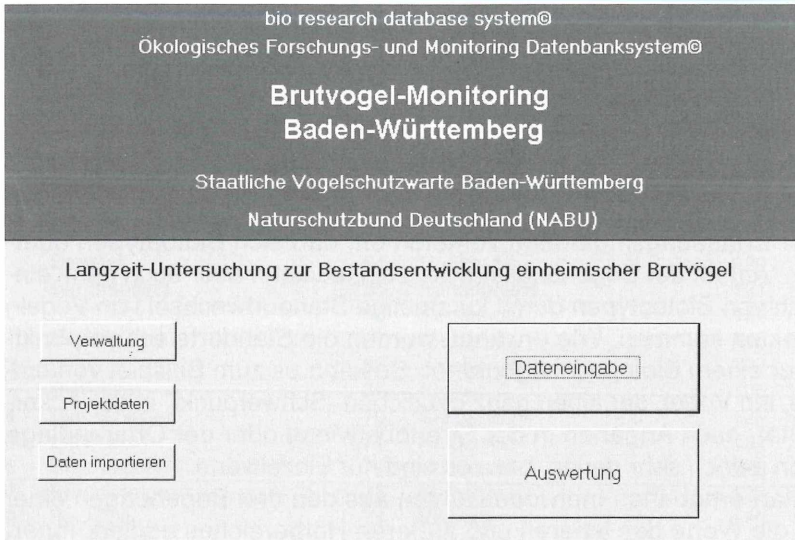 bio research database system©
Ökologisches Forschungs- und Monitoring Datenbanksystem©
Brutvogel-Monitoring
Baden-Württemberg
Staatliche Vogelschutzwarte Baden-Württemberg
Naturschutzbund Deutschland (NABU)
Langzeit-Untersuchung zur Bestandsentwicklung einheimischer Brutvögel
Verwaltung
Dateneingabe
Projektdaten
Daten importieren
Auswertung